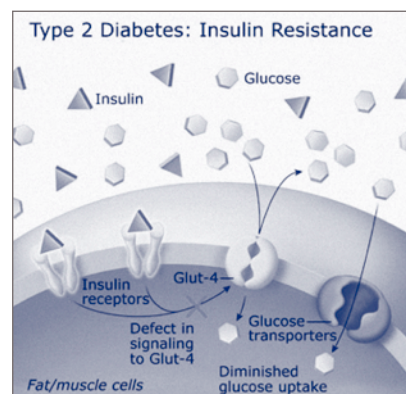 Type 2 Diabetes: Insulin Resistance
Glucose
Insulin
Glut-4
Insulin
receptors
Defect in
signaling
to Glut-4
Glucose
transporters
Diminished
glucose uptake
Fat/muscle cells